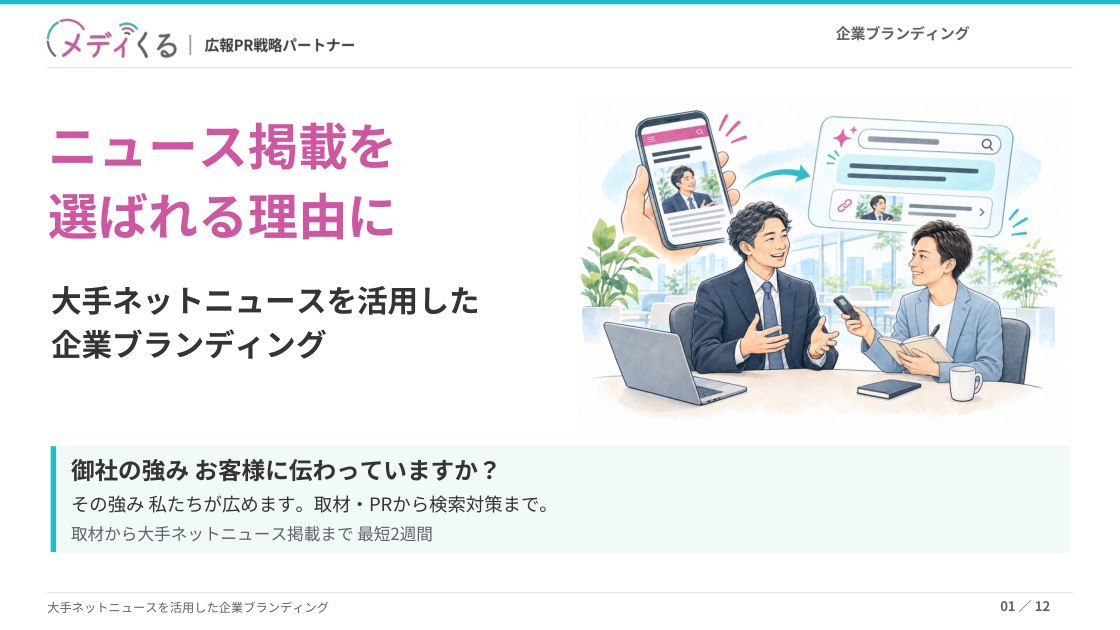 メディくる
広報PR戦略パートナー
企業ブランディング
ニュース掲載を
選ばれる理由に
大手ネットニュースを活用した
企業ブランディング
御社の強み お客様に伝わっていますか？
その強み 私たちが広めます。取材・PRから検索対策まで。
取材から大手ネットニュース掲載まで 最短2週間
大手ネットニュースを活用した企業ブランディング
01 ／ 12